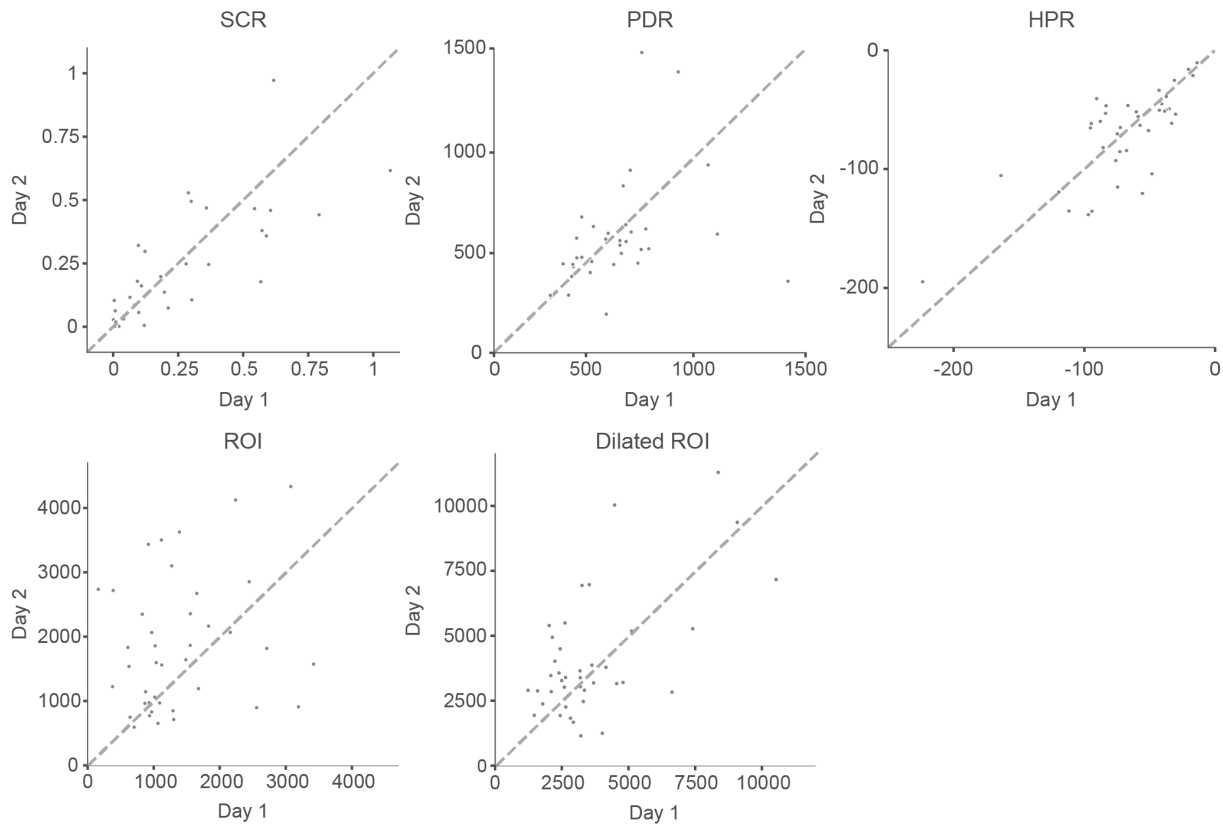 SCR
1
0.75
0.5
0.25
0
Day 2
0 0.25 0.5 0.75 1
Day 1
PDR
1500
1000
500
0
Day 2
0 500 1000 1500
Day 1
HPR
0
-100
-200
Day 2
-200 -100 0
Day 1
ROI
4000
3000
2000
1000
0
Day 2
0 1000 2000 3000 4000
Day 1
Dilated ROI
10000
7500
5000
2500
0
Day 2
0 2500 5000 7500 10000
Day 1